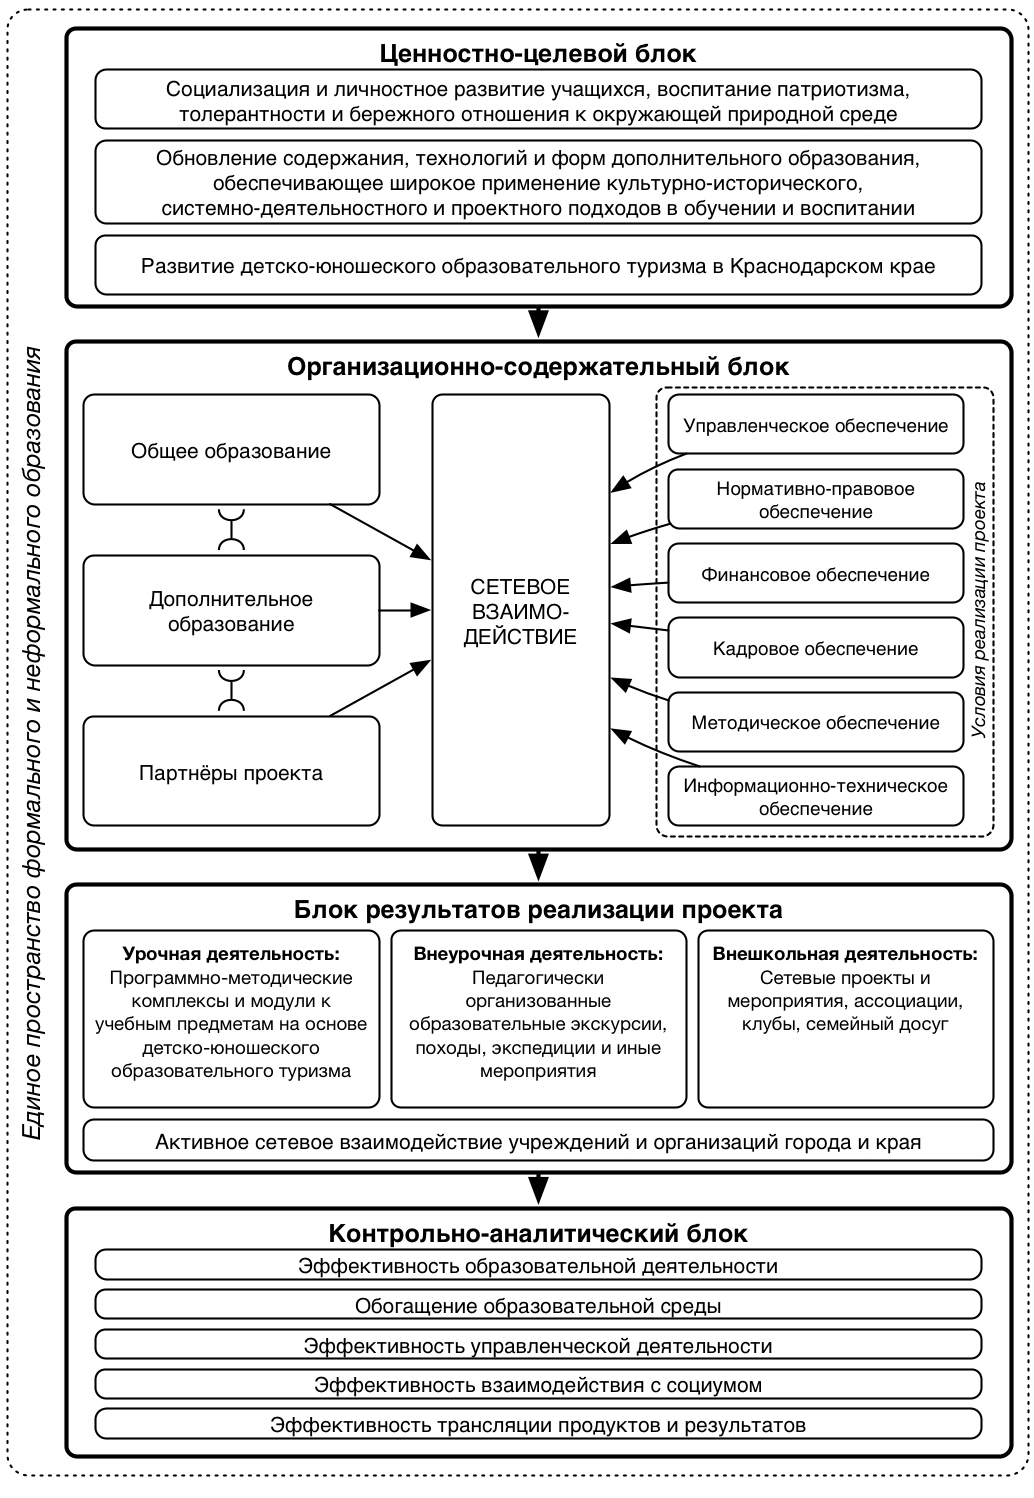 Ценностно-целевой блок
Социализация и личностное развитие учащихся, воспитание патриотизма,
толерантности и бережного отношения к окружающей природной среде
Обновление содержания, технологий и форм дополнительного образования,
обеспечивающее широкое применение культурно-исторического,
системно-деятельностного и проектного подходов в обучении и воспитании
Развитие детско-юношеского образовательного туризма в Краснодарском крае
Единое пространство формального и неформального образования
Организационно-содержательный блок
Общее образование
Дополнительное
образование
Партнёры проекта
СЕТЕВОЕ
ВЗАИМО-
ДЕЙСТВИЕ
Управленческое обеспечение
Нормативно-правовое
обеспечение
Финансовое обеспечение
Кадровое обеспечение
Методическое обеспечение
Информационно-техническое
обеспечение
Условия реализации проекта
Блок результатов реализации проекта
Урочная деятельность:
Программно-методические
комплексы и модули к
учебным предметам на основе
детско-юношеского
образовательного туризма
Внеурочная деятельность:
Педагогически
организованные
образовательные экскурсии,
походы, экспедиции и иные
мероприятия
Внешкольная деятельность:
Сетевые проекты и
мероприятия, ассоциации,
клубы, семейный досуг
Активное сетевое взаимодействие учреждений и организаций города и края
Контрольно-аналитический блок
Эффективность образовательной деятельности
Обогащение образовательной среды
Эффективность управленческой деятельности
Эффективность взаимодействия с социумом
Эффективность трансляции продуктов и результатов